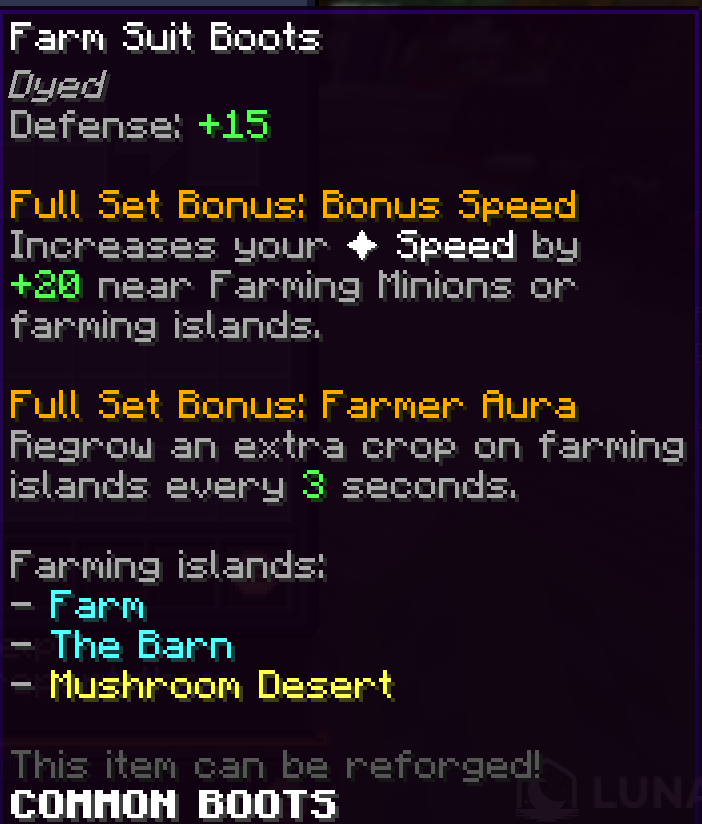 Farm Suit Boots
Dyed
Defense: +15
Full Set Bonus: Bonus Speed
Increases your ✦ Speed by
+20 near Farming Minions or
farming islands.
Full Set Bonus: Farmer Aura
Regrow an extra crop on farming
islands every 3 seconds.
Farming islands:
- Farm
- The Barn
- Mushroom Desert
This item can be reforged!
COMMON BOOTS
LUNA